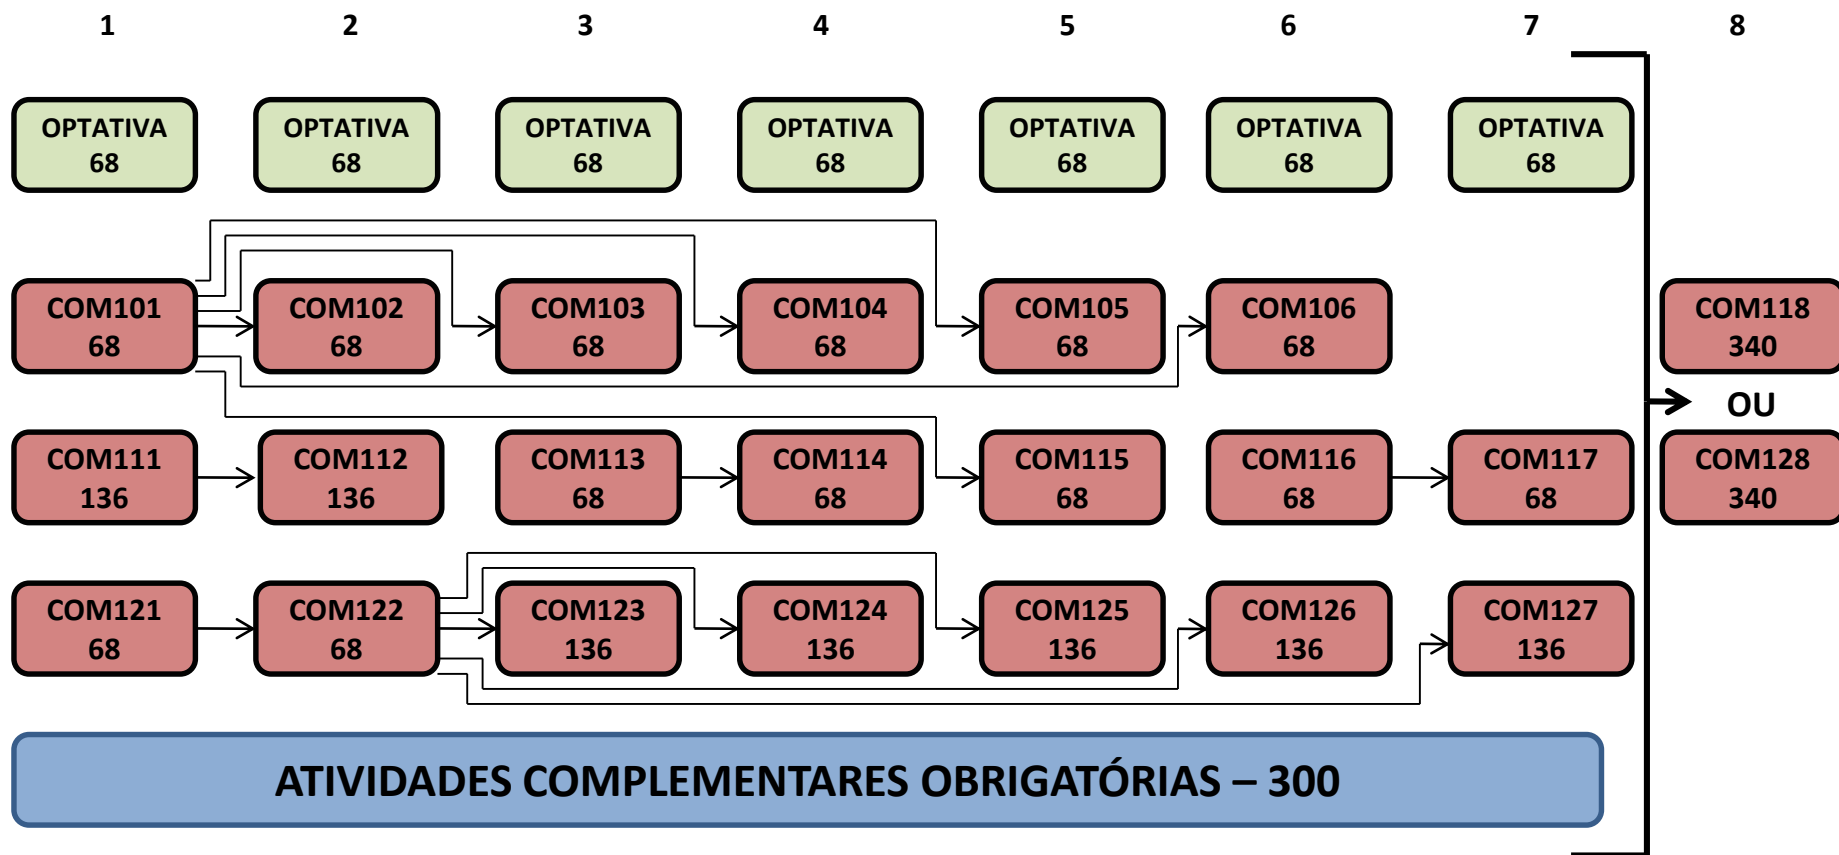 1 2 3 4 5 6 7 8
OPTATIVA OPTATIVA OPTATIVA OPTATIVA OPTATIVA OPTATIVA OPTATIVA
68 68 68 68 68 68 68
COM101 COM102 COM103 COM104 COM105 COM106 COM118
68 68 68 68 68 68 340
OU
COM111 COM112 COM113 COM114 COM115 COM116 COM117 COM128
136 136 68 68 68 68 68 340
COM121 COM122 COM123 COM124 COM125 COM126 COM127
68 68 136 136 136 136 136
ATIVIDADES COMPLEMENTARES OBRIGATÓRIAS – 300